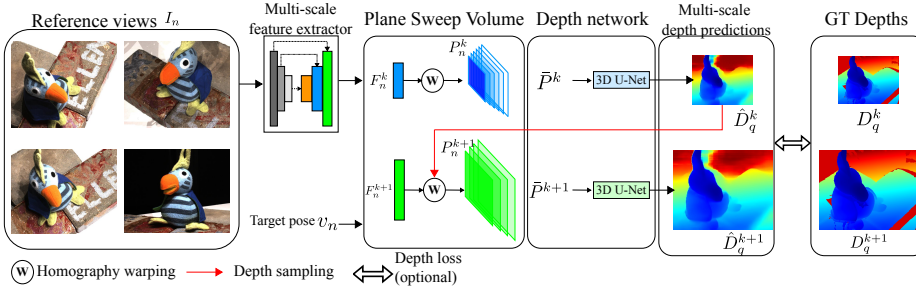 Reference views I_n
Multi-scale
feature extractor
Plane Sweep Volume
Depth network
Multi-scale
depth predictions
GT Depths
ELLEN
F_n^k
W
P_n^k
\bar{P}^k
3D U-Net
\hat{D}_q^k
D_q^k
F_n^{k+1}
W
P_n^{k+1}
\bar{P}^{k+1}
3D U-Net
\hat{D}_q^{k+1}
D_q^{k+1}
Target pose v_n
W Homography warping
Depth sampling
Depth loss
(optional)